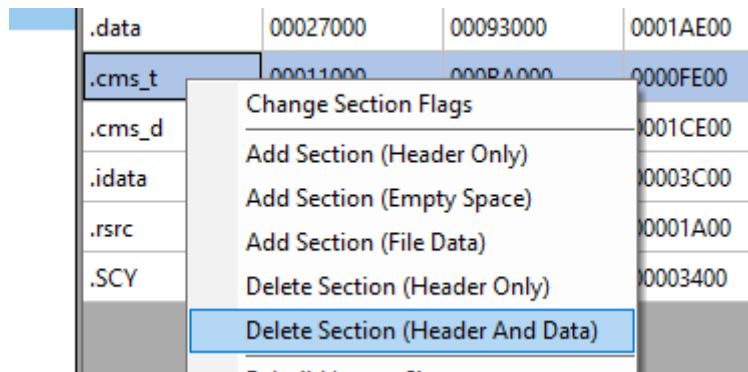 .data 00027000 00093000 0001AE00
.cms_t 00011000 000BA000 0000FE00
Change Section Flags
.cms_d 0001CE00
Add Section (Header Only)
.idata 00003C00
Add Section (Empty Space)
.rsrc 00001A00
Add Section (File Data)
.SCY 00003400
Delete Section (Header Only)
Delete Section (Header And Data)